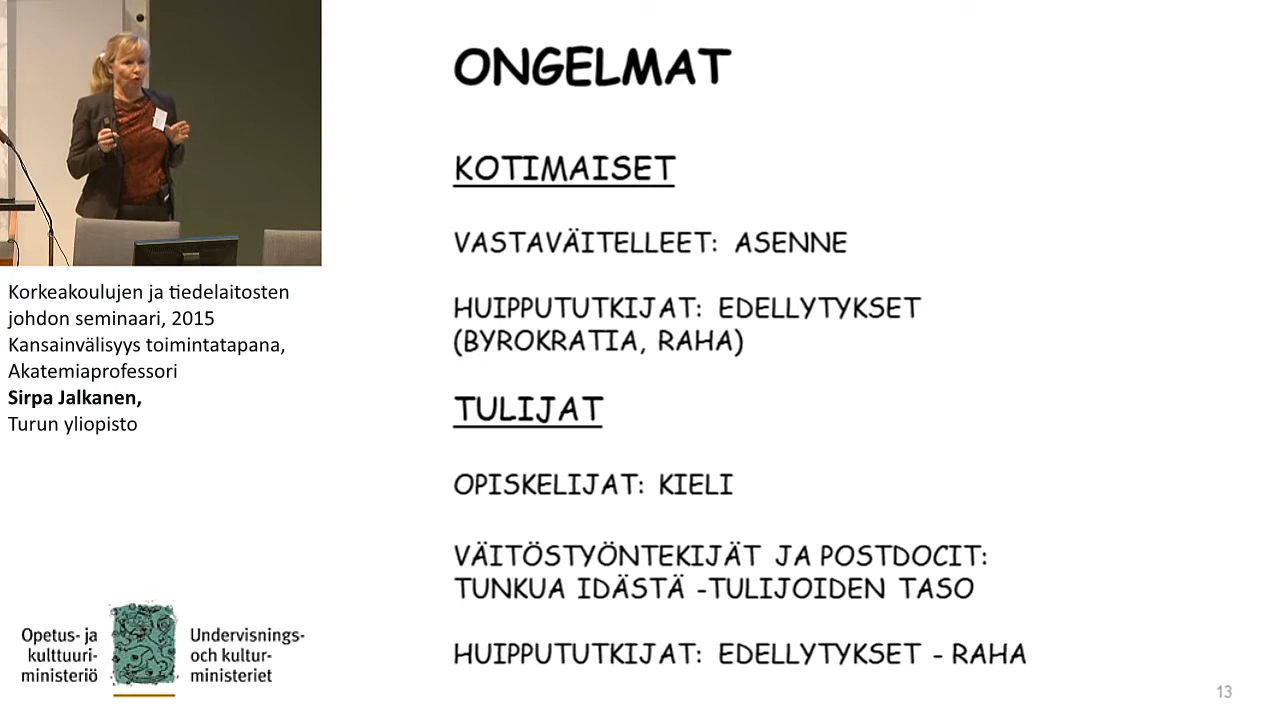 ONGELMAT
KOTIMAISET
VASTAVÄITELLEET: ASENNE
HUIPPUTUTKIJAT: EDELLYTYKSET
(BYROKRATIA, RAHA)
TULIJAT
OPISKELIJAT: KIELI
VÄITÖSTYÖNTEKIJÄT JA POSTDOCIT:
TUNKUA IDÄSTÄ -TULIJOIDEN TASO
HUIPPUTUTKIJAT: EDELLYTYKSET - RAHA
Korkeakoulujen ja tiedelaitosten
johdon seminaari, 2015
Kansainvälisyys toimintatapana,
Akatemiaprofessori
Sirpa Jalkanen,
Turun yliopisto
Opetus- ja
kulttuuri-
ministeriö
Undervisnings-
och kultur-
ministeriet
13